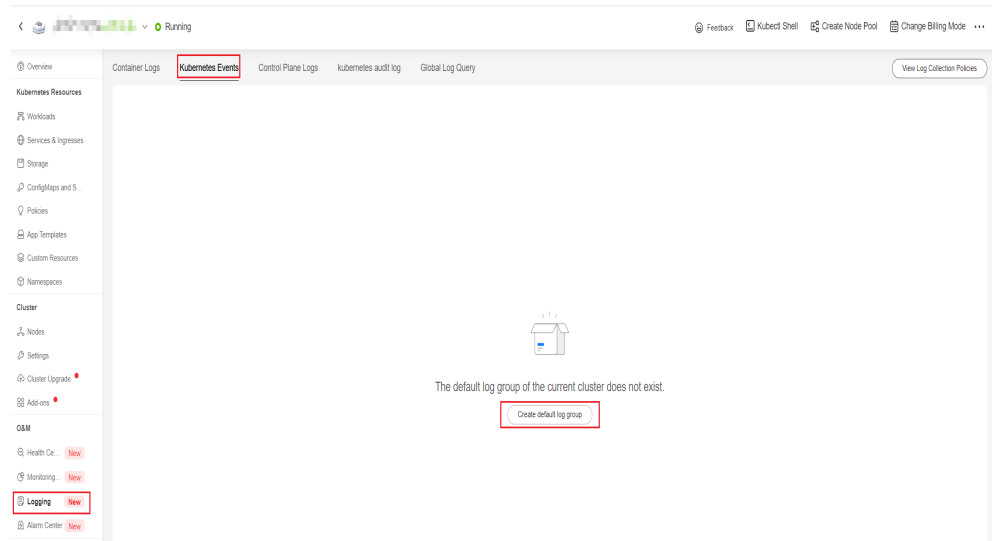 Running
Feedback
Kubectl Shell
Create Node Pool
Change Billing Mode
Overview
Container Logs
Kubernetes Events
Control Plane Logs
kubernetes audit log
Global Log Query
View Log Collection Policies
Kubernetes Resources
Workloads
Services & Ingresses
Storage
ConfigMaps and S...
Policies
App Templates
Custom Resources
Namespaces
Cluster
Nodes
Settings
Cluster Upgrade
Add-ons
The default log group of the current cluster does not exist.
Create default log group
O&M
Health Ce... New
Monitoring... New
Logging New
Alarm Center New